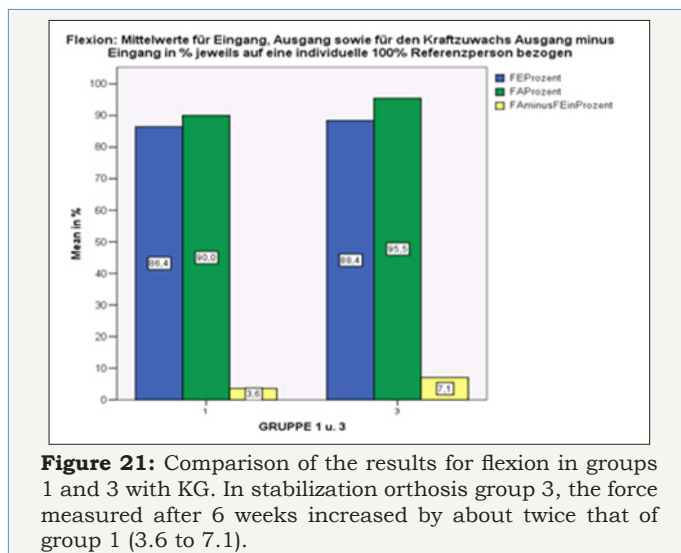 Flexion: Mittelwerte für Eingang, Ausgang sowie für den Kraftzuwachs Ausgang minus
Eingang in % jeweils auf eine individuelle 100% Referenzperson bezogen
FEProzent
FAProzent
FAminusFEinProzent
Mean in %
100
90
80
70
60
50
40
30
20
10
0
86,4
90,0
3,6
88,4
95,5
7,1
1
3
GRUPPE 1 u. 3
Figure 21: Comparison of the results for flexion in groups
1 and 3 with KG. In stabilization orthosis group 3, the force
measured after 6 weeks increased by about twice that of
group 1 (3.6 to 7.1).